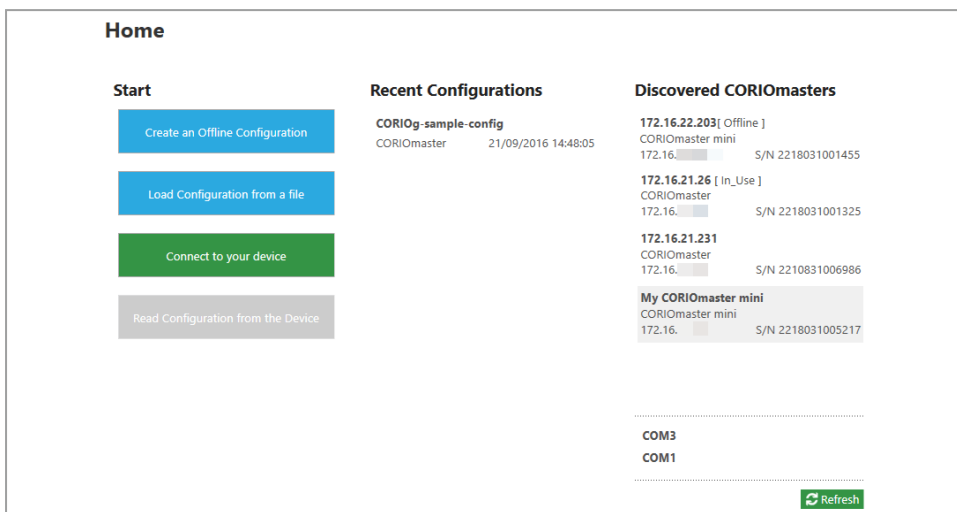 Home
Start
Create an Offline Configuration
Load Configuration from a file
Connect to your device
Read Configuration from the Device
Recent Configurations
CORIOg-sample-config
CORIOmaster 21/09/2016 14:48:05
Discovered CORIOmasters
172.16.22.203[ Offline ]
CORIOmaster mini
172.16. S/N 2218031001455
172.16.21.26 [ In_Use ]
CORIOmaster
172.16. S/N 2218031001325
172.16.21.231
CORIOmaster
172.16. S/N 2210831006986
My CORIOmaster mini
CORIOmaster mini
172.16. S/N 2218031005217
COM3
COM1
Refresh